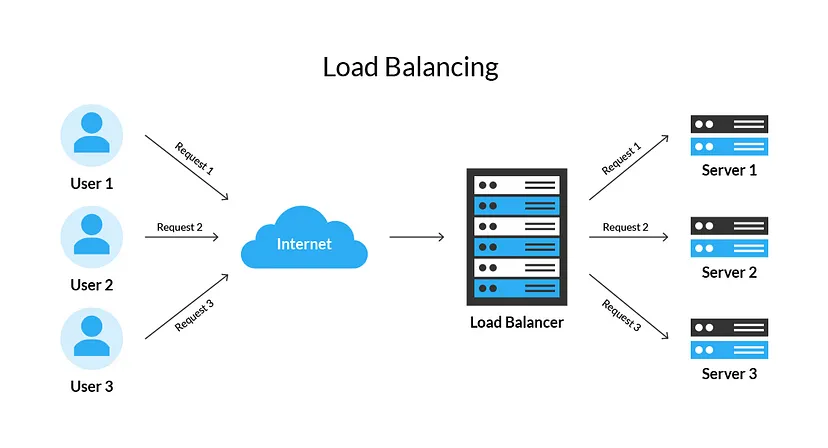 Load Balancing
User 1
Request 1
User 2
Request 2
User 3
Request 3
Internet
Load Balancer
Request 1
Server 1
Request 2
Server 2
Request 3
Server 3